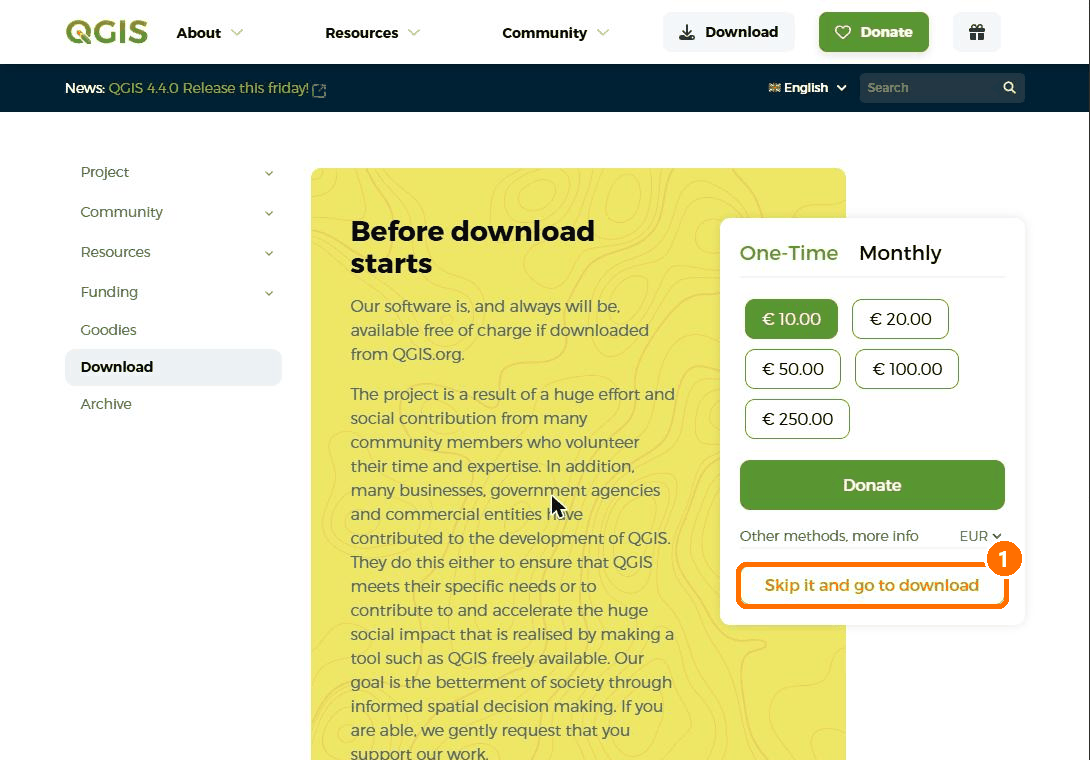 QGIS
About
Resources
Community
Download
Donate
News: QGIS 4.4.0 Release this friday!
English
Search
Project
Community
Resources
Funding
Goodies
Download
Archive
Before download
starts
Our software is, and always will be,
available free of charge if downloaded
from QGIS.org.
The project is a result of a huge effort and
social contribution from many
community members who volunteer
their time and expertise. In addition,
many businesses, government agencies
and commercial entities have
contributed to the development of QGIS.
They do this either to ensure that QGIS
meets their specific needs or to
contribute to and accelerate the huge
social impact that is realised by making a
tool such as QGIS freely available. Our
goal is the betterment of society through
informed spatial decision making. If you
are able, we gently request that you
support our work.
One-Time Monthly
€ 10.00
€ 20.00
€ 50.00
€ 100.00
€ 250.00
Donate
Other methods, more info
EUR
1
Skip it and go to download